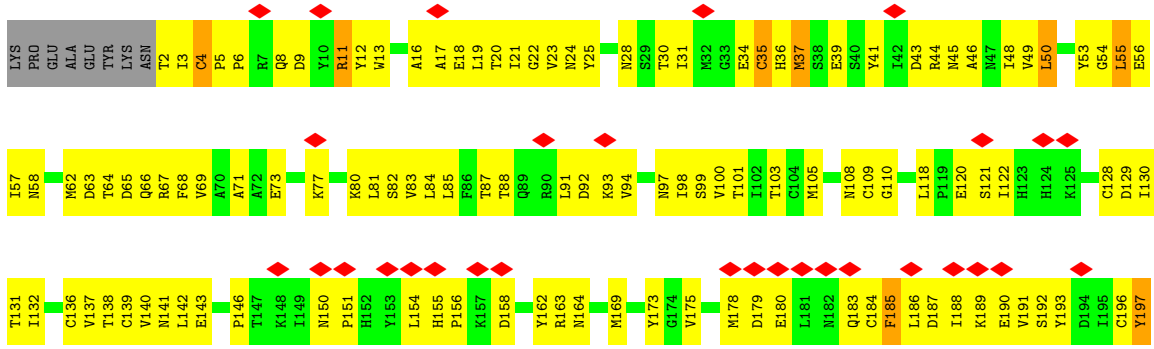 LYS PRO GLU ALA GLU TYR LYS ASN T2 I3 C4 P5 P6 R7 Q8 D9 Y10 R11 Y12 W13 A16 A17 E18 L19 T20 I21 G22 V23 N24 Y25 N28 S29 T30 I31 M32 G33 E34 C35 H36 M37 S38 E39 S40 Y41 I42 D43 R44 N45 A46 N47 I48 V49 L50 Y53 G54 L55 E56
I57 N58 M62 D63 T64 D65 Q66 R67 F68 V69 A70 A71 A72 E73 K77 K80 L81 S82 V83 L84 L85 F86 T87 T88 Q89 R90 L91 D92 K93 V94 N97 I98 S99 V100 T101 I102 T103 C104 M105 N108 C109 G110 L118 P119 E120 S121 I122 H123 H124 K125 C128 D129 I130
T131 I132 C136 V137 T138 C139 V140 N141 L142 E143 P146 T147 K148 I149 N150 P151 H152 Y153 L154 H155 P156 K157 D158 Y162 R163 N164 M169 Y173 G174 V175 M178 D179 E180 L181 N182 Q183 C184 F185 L186 D187 I188 K189 E190 V191 S192 Y193 D194 I195 C196 Y197